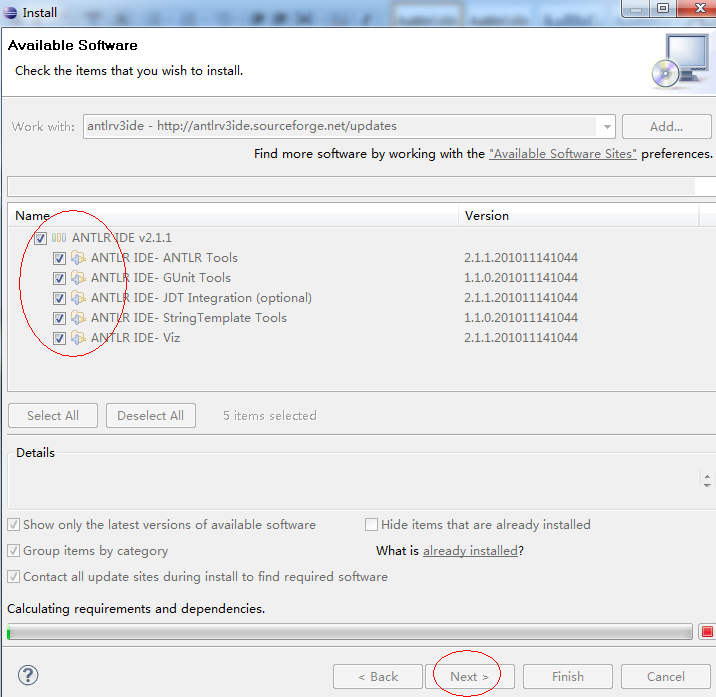 Install
Available Software
Check the items that you wish to install.
Work with: antlrv3ide - http://antlrv3ide.sourceforge.net/updates Add...
Find more software by working with the "Available Software Sites" preferences.
Name Version
ANTLR IDE v2.1.1
ANTLR IDE- ANTLR Tools 2.1.1.201011141044
ANTLR IDE- GUnit Tools 1.1.0.201011141044
ANTLR IDE- JDT Integration (optional) 2.1.1.201011141044
ANTLR IDE- StringTemplate Tools 1.1.0.201011141044
ANTLR IDE- Viz 2.1.1.201011141044
Select All Deselect All 5 items selected
Details
Show only the latest versions of available software Hide items that are already installed
Group items by category What is already installed?
Contact all update sites during install to find required software
Calculating requirements and dependencies.
? < Back Next > Finish Cancel